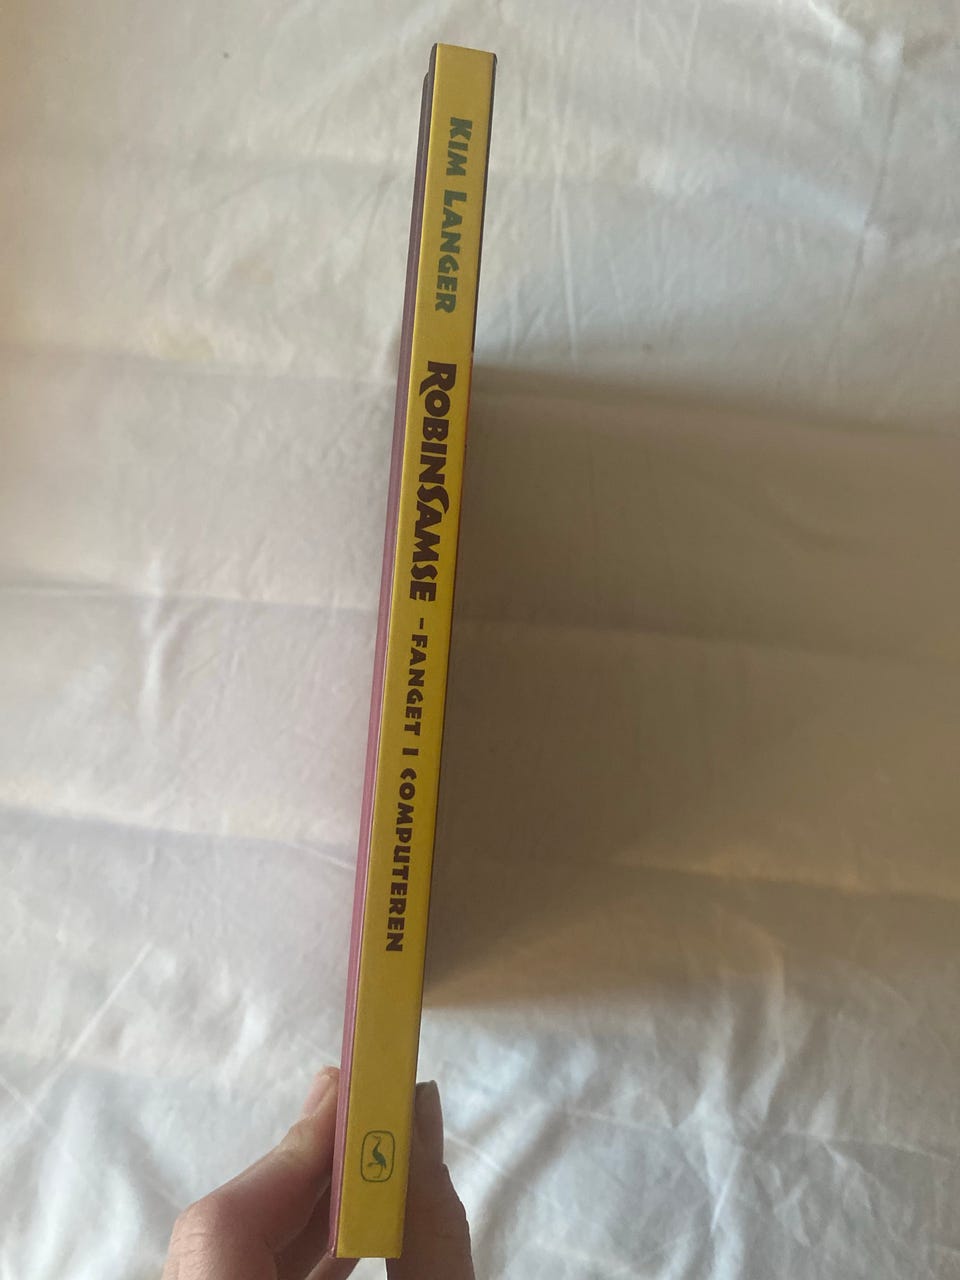 KIM LANGER
ROBINSAMSE - FANGET I COMPUTEREN